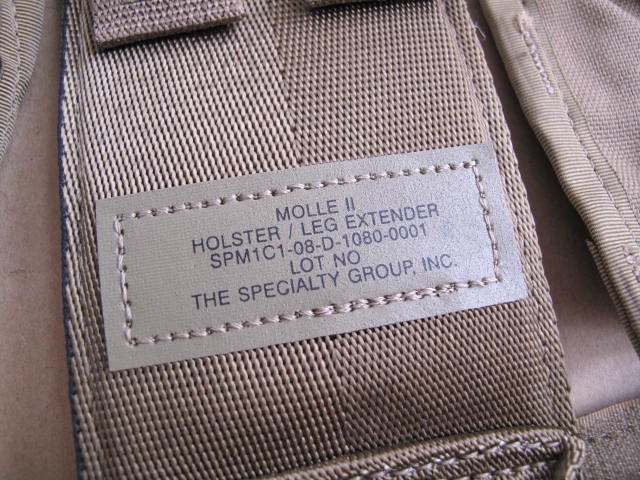 MOLLE II
HOLSTER / LEG EXTENDER
SPM1C1-08-D-1080-0001
LOT NO
THE SPECIALTY GROUP, INC.